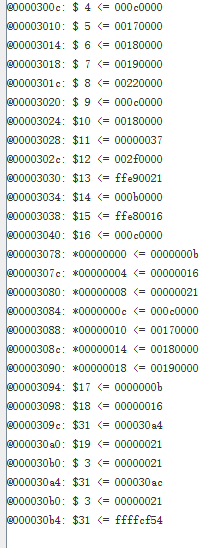 @0000300c: $ 4 <= 000c0000
@00003010: $ 5 <= 00170000
@00003014: $ 6 <= 00180000
@00003018: $ 7 <= 00190000
@0000301c: $ 8 <= 00220000
@00003020: $ 9 <= 000c0000
@00003024: $10 <= 00180000
@00003028: $11 <= 00000037
@0000302c: $12 <= 002f0000
@00003030: $13 <= ffe90021
@00003034: $14 <= 000b0000
@00003038: $15 <= ffe80016
@00003040: $16 <= 000c0000
@00003078: *00000000 <= 0000000b
@0000307c: *00000004 <= 00000016
@00003080: *00000008 <= 00000021
@00003084: *0000000c <= 000c0000
@00003088: *00000010 <= 00170000
@0000308c: *00000014 <= 00180000
@00003090: *00000018 <= 00190000
@00003094: $17 <= 0000000b
@00003098: $18 <= 00000016
@0000309c: $31 <= 000030a4
@000030a0: $19 <= 00000021
@000030b0: $ 3 <= 00000021
@000030a4: $31 <= 000030ac
@000030b0: $ 3 <= 00000021
@000030b4: $31 <= ffffcf54